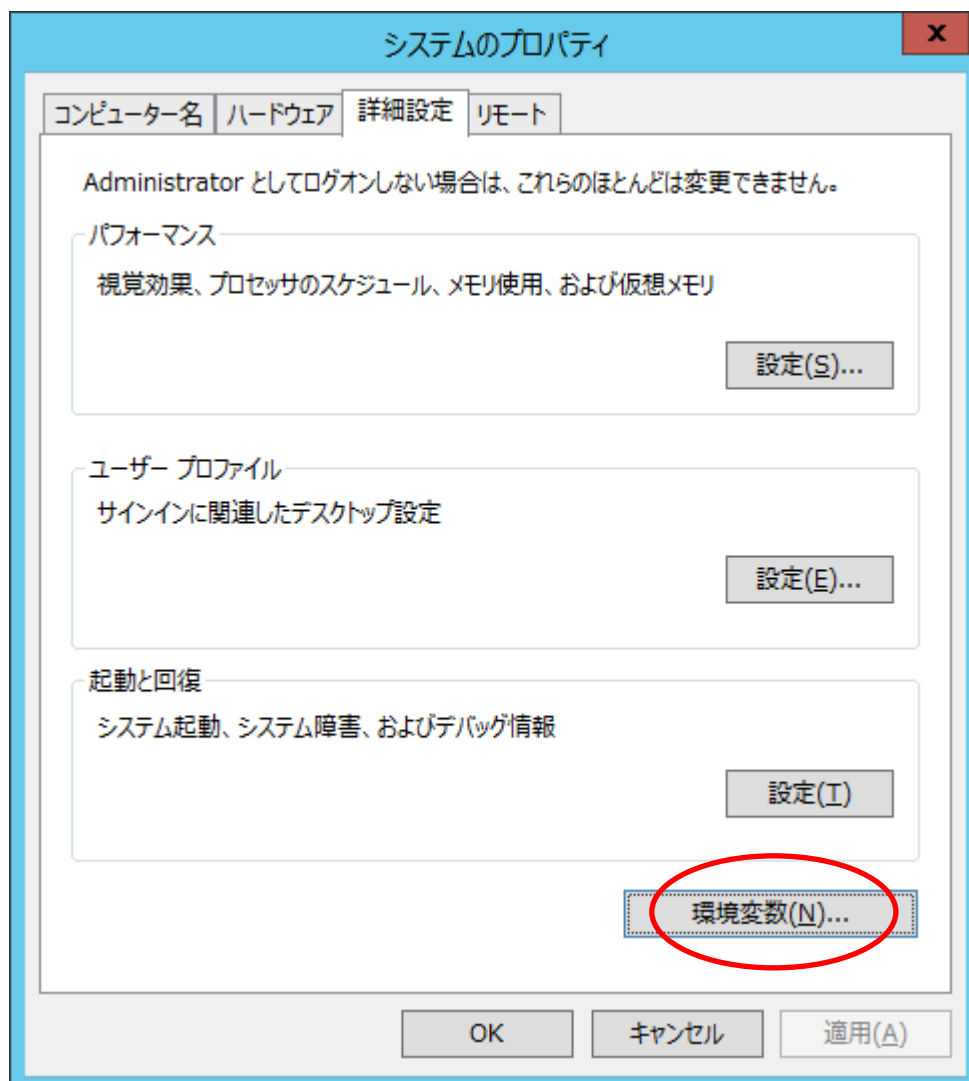 システムのプロパティ
x
コンピューター名 ハードウェア 詳細設定 リモート
Administrator としてログオンしない場合は、これらのほとんどは変更できません。
パフォーマンス
視覚効果、プロセッサのスケジュール、メモリ使用、および仮想メモリ
設定(S)...
ユーザー プロファイル
サインインに関連したデスクトップ設定
設定(E)...
起動と回復
システム起動、システム障害、およびデバッグ情報
設定(T)
環境変数(N)...
OK キャンセル 適用(A)